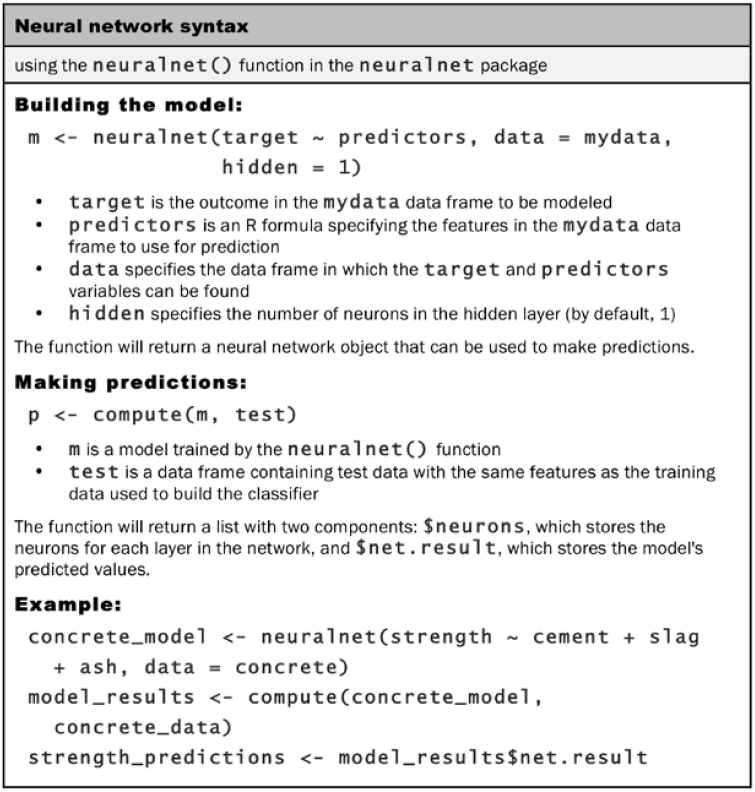 Neural network syntax
using the neuralnet() function in the neuralnet package
Building the model:
m <- neuralnet(target ~ predictors, data = mydata,
hidden = 1)
• target is the outcome in the mydata data frame to be modeled
• predictors is an R formula specifying the features in the mydata data
frame to use for prediction
• data specifies the data frame in which the target and predictors
variables can be found
• hidden specifies the number of neurons in the hidden layer (by default, 1)
The function will return a neural network object that can be used to make predictions.
Making predictions:
p <- compute(m, test)
• m is a model trained by the neuralnet() function
• test is a data frame containing test data with the same features as the training
data used to build the classifier
The function will return a list with two components: $neurons, which stores the
neurons for each layer in the network, and $net.result, which stores the model's
predicted values.
Example:
concrete_model <- neuralnet(strength ~ cement + slag
+ ash, data = concrete)
model_results <- compute(concrete_model,
concrete_data)
strength_predictions <- model_results$net.result